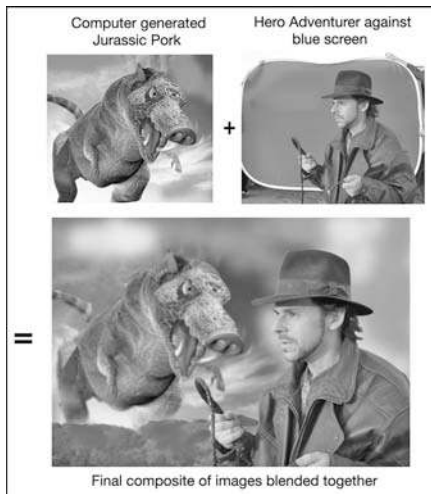 Computer generated
Jurassic Pork
Hero Adventurer against
blue screen
+
=
Final composite of images blended together